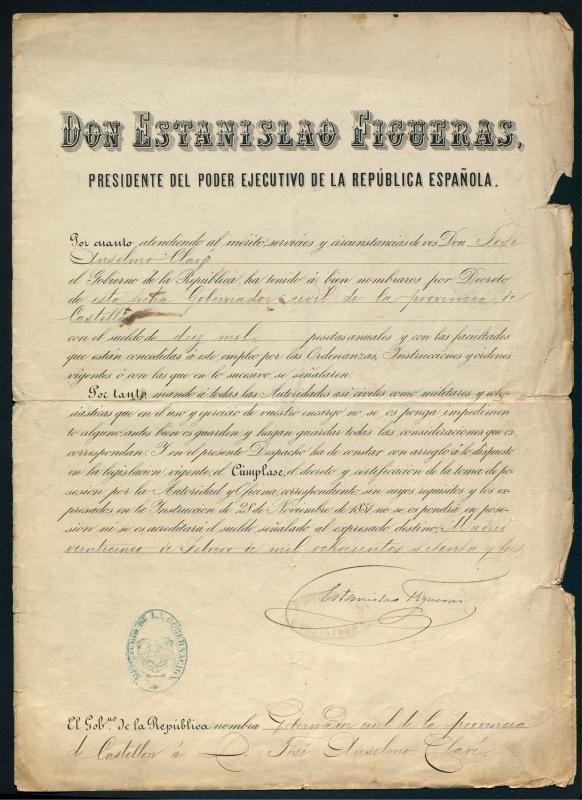 DON ESTANISLAO FIGUERAS,
PRESIDENTE DEL PODER EJECUTIVO DE LA REPÚBLICA ESPAÑOLA.
Por cuanto atendiendo al mérito, servicios y circunstancias de vos Don José
Anselmo Clavé
el Gobierno de la República ha tenido á bien nombraros por Decreto
de esta fecha Gobernador civil de la provincia de
Castellon
con el sueldo de diez mil pesetas anuales y con las facultades
que están concedidas á este empleo por las Ordenanzas, Instrucciones y órdenes
vigentes ó con las que en lo sucesivo se señalaren.
Por tanto mando á todas las Autoridades así civiles como militares y ecle-
siásticas que en el uso y ejercicio de vuestro encargo no se os ponga impedimen
to alguno; antes bien os guarden y hagan guardar todas las consideraciones que os
correspondan. Y en el presente Despacho ha de constar con arreglo á lo dispuesto
en la legislacion vigente, el Cúmplase, el decreto y certificacion de la toma de po-
sesion por la Autoridad y oficina correspondiente; sin cuyos requisitos y los ex-
presados en la Instruccion de 28 de Noviembre de 1851 no se os pondrá en pose-
sion no se os acreditará el sueldo señalado al expresado destino. Madrid
veinticinco de Febrero de mil ochocientos setenta y tres
Estanislao Figueras
MINISTERIO DE LA GOBERNACION
El Gob.no de la República nombra Gobernador civil de la provincia
de Castellon á D. José Anselmo Clavé.